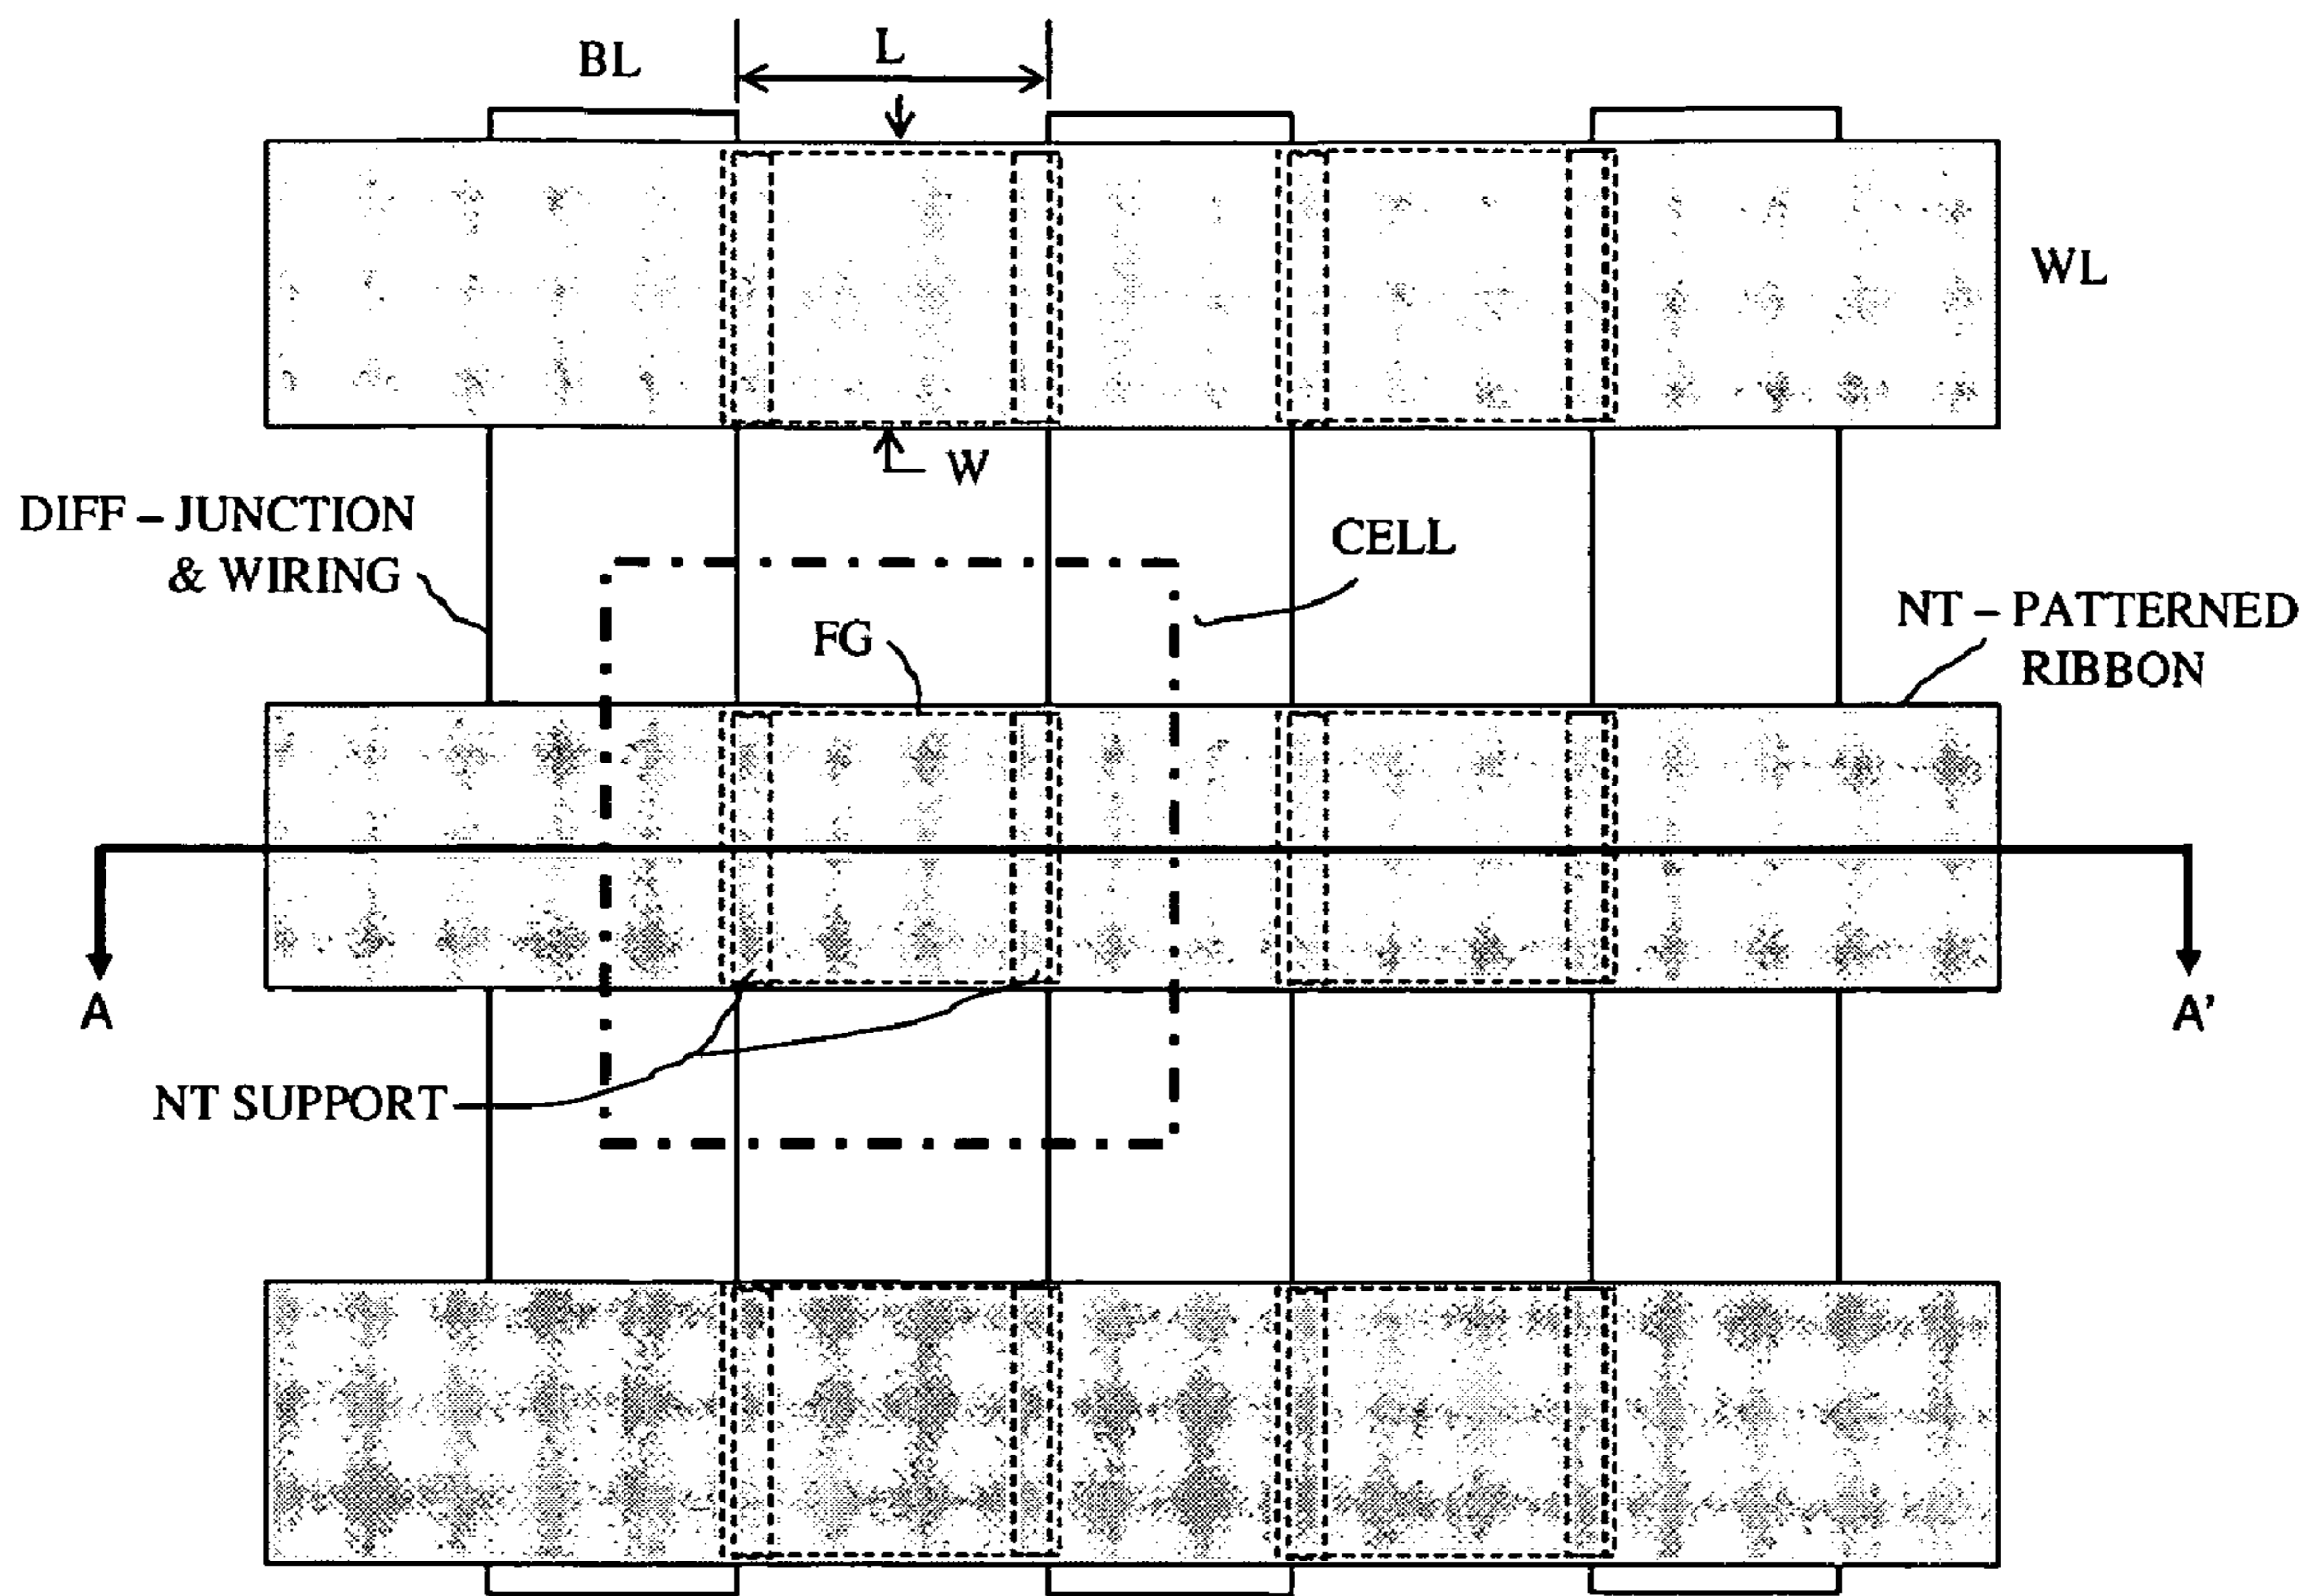 BL
L
WL
W
DIFF – JUNCTION
& WIRING
CELL
NT – PATTERNED
RIBBON
FG
A
A'
NT SUPPORT